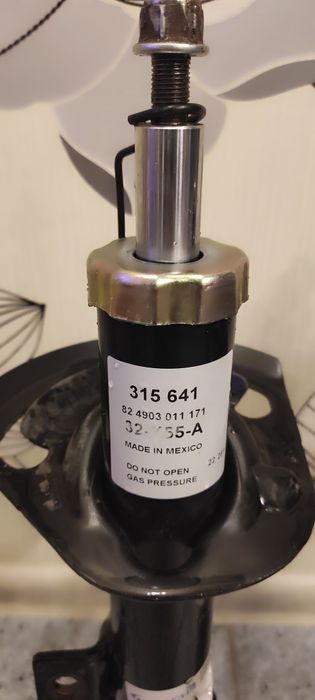 315 641
82 4903 011 171
MADE IN MEXICO
DO NOT OPEN
GAS PRESSURE